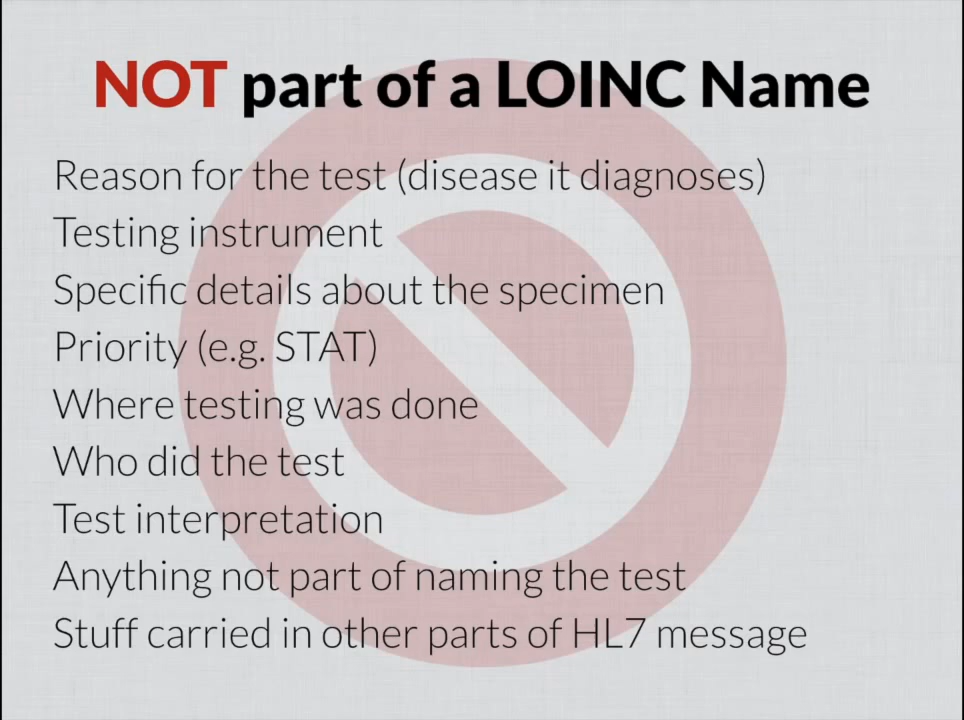 NOT part of a LOINC Name
Reason for the test (disease it diagnoses)
Testing instrument
Specific details about the specimen
Priority (e.g. STAT)
Where testing was done
Who did the test
Test interpretation
Anything not part of naming the test
Stuff carried in other parts of HL7 message